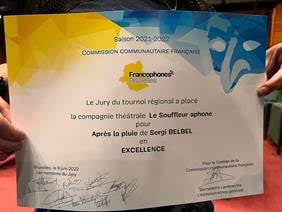 Saison 2021-2022
COMMISSION COMMUNAUTAIRE FRANÇAISE
Francophones
Bruxelles
Le Jury du tournoi régional a placé
la compagnie théâtrale Le Souffleur aphone
pour
Après la pluie de Sergi BELBEL
en
EXCELLENCE
Bruxelles, le 9 juin 2022
Les membres du Jury
Pour le Collège de la
Commission communautaire
française,
L'Administratrice générale
Bernadette Lambrechts